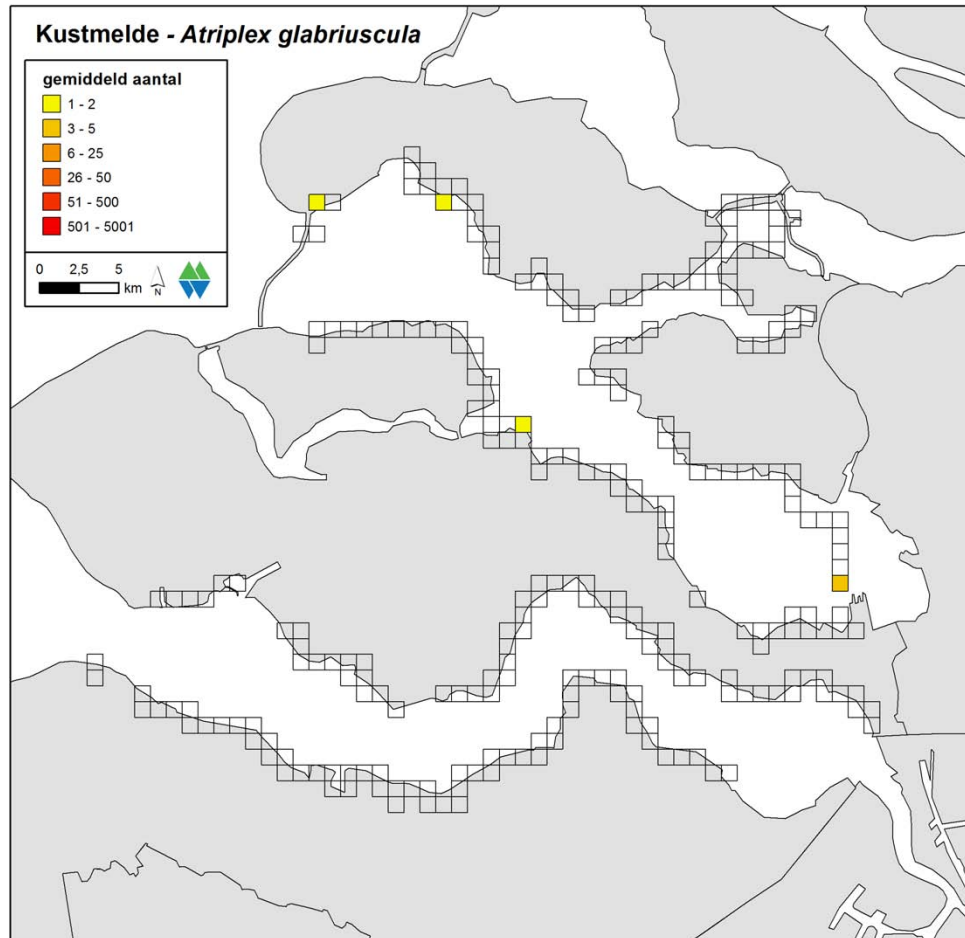 Kustmelde - Atriplex glabriuscula
gemiddeld aantal
1 - 2
3 - 5
6 - 25
26 - 50
51 - 500
501 - 5001
0 2,5 5
km
N